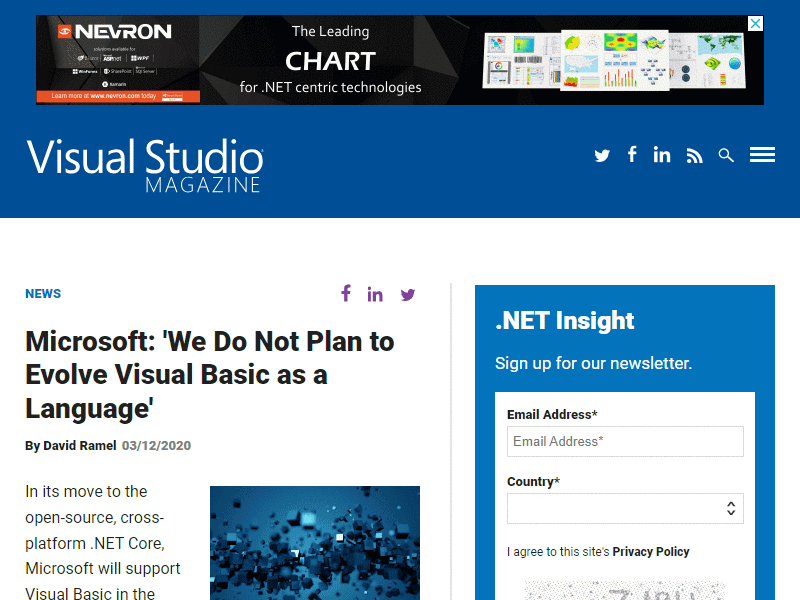 NEVRON
The Leading
CHART
for .NET centric technologies
solutions available for
WPF
WinForms
SharePoint
SQL Server
Xamarin
Learn more at www.nevron.com today
Visual Studio
MAGAZINE
NEWS
Microsoft: 'We Do Not Plan to
Evolve Visual Basic as a
Language'
By David Ramel 03/12/2020
In its move to the
open-source, cross-
platform .NET Core,
Microsoft will support
Visual Basic in the
.NET Insight
Sign up for our newsletter.
Email Address*
Email Address*
Country*
I agree to this site's Privacy Policy